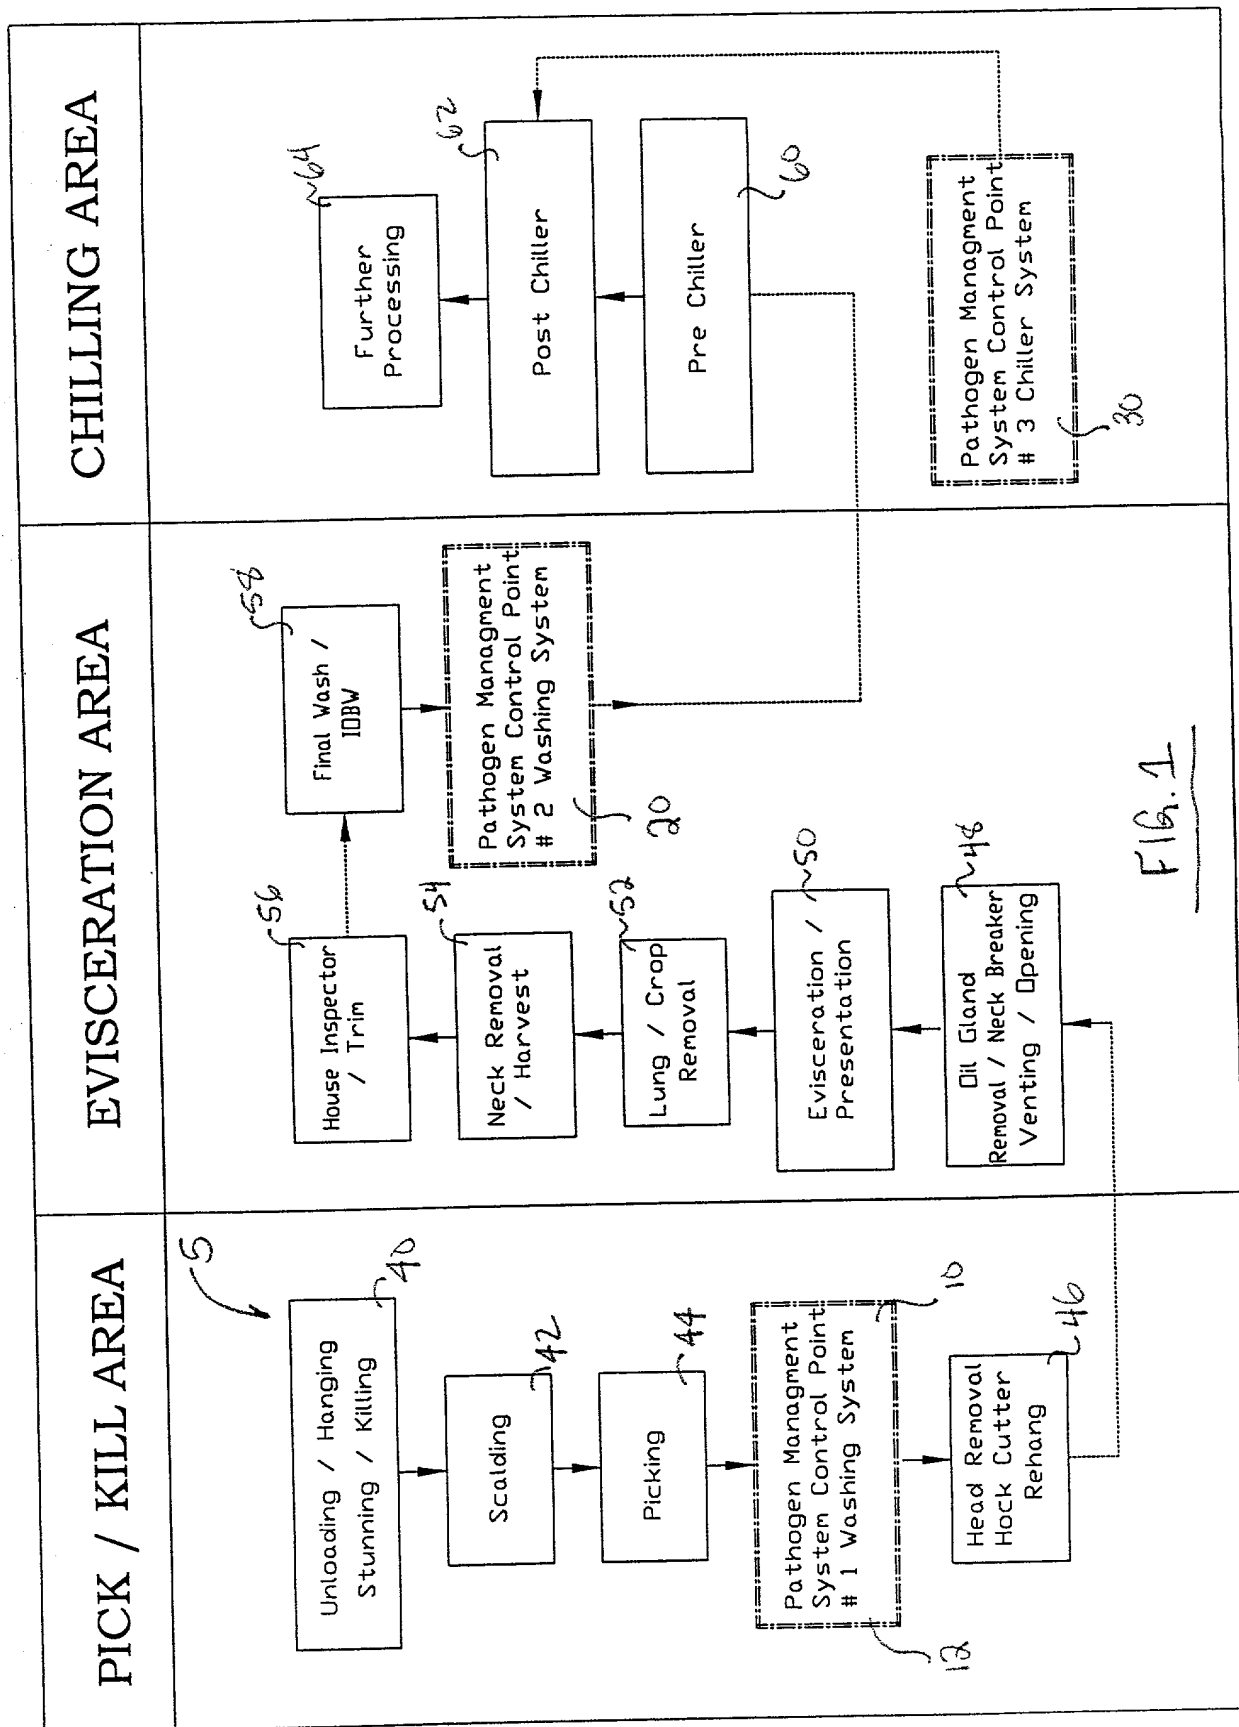 PICK / KILL AREA
5
Unloading / Hanging
Stunning / Killing
40
Scalding
42
Picking
44
Pathogen Managment
System Control Point
# 1 Washing System
10
12
Head Removal
Hock Cutter
Rehang
46
EVISCERATION AREA
House Inspector
/ Trim
56
Neck Removal
/ Harvest
54
Lung / Crop
Removal
52
Evisceration /
Presentation
50
Oil Gland
Removal / Neck Breaker
Venting / Opening
48
Final Wash /
IOBW
58
Pathogen Managment
System Control Point
# 2 Washing System
20
CHILLING AREA
Further
Processing
64
Post Chiller
62
Pre Chiller
60
Pathogen Managment
System Control Point
# 3 Chiller System
30
FIG. 1